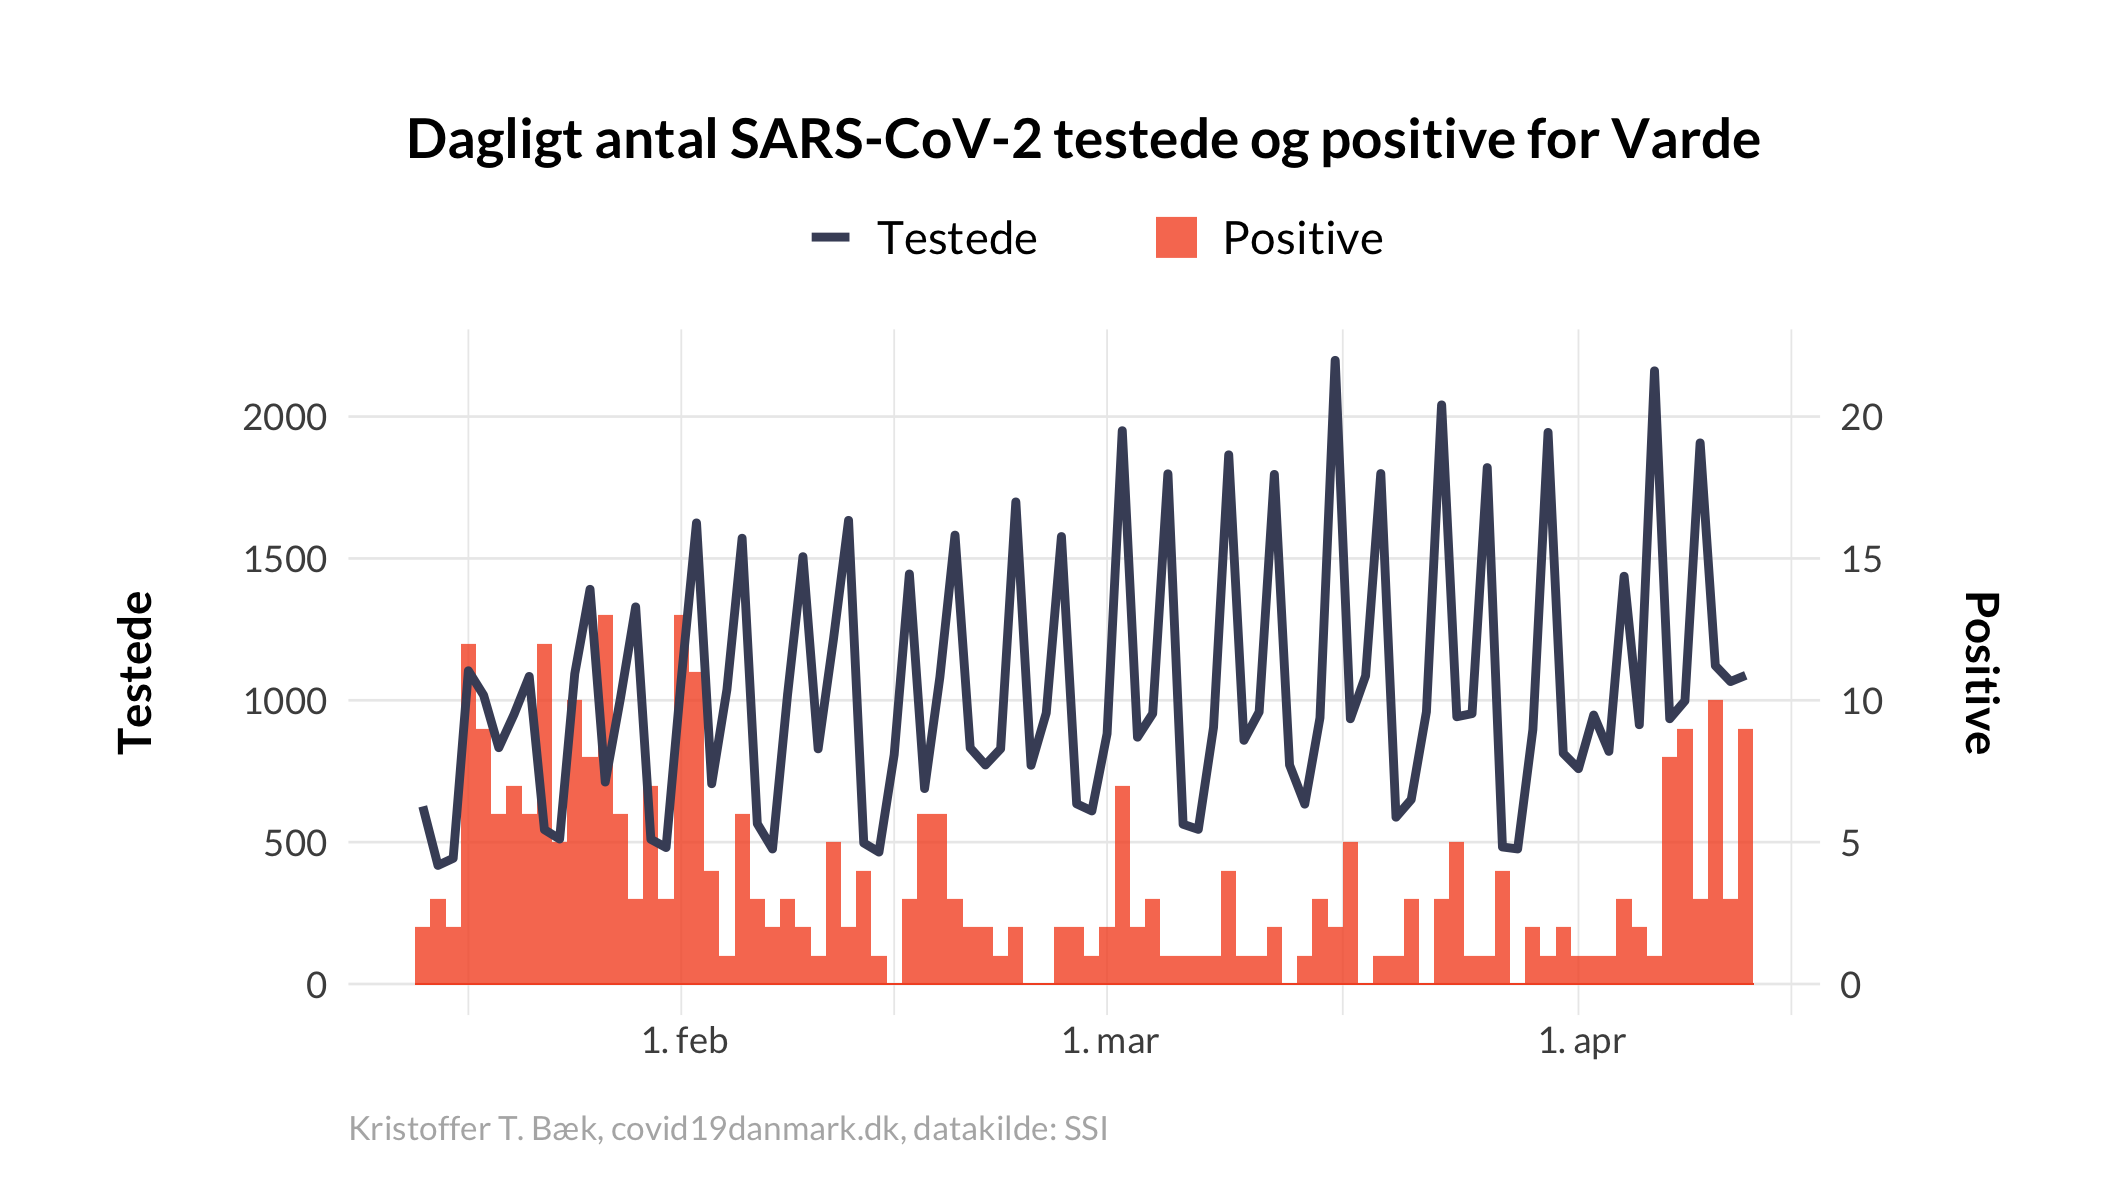 Dagligt antal SARS-CoV-2 testede og positive for Varde
Testede Positive
Testede
2000
1500
1000
500
0
20
15
10
5
0
Positive
1. feb 1. mar 1. apr
Kristoffer T. Bæk, covid19danmark.dk, datakilde: SSI